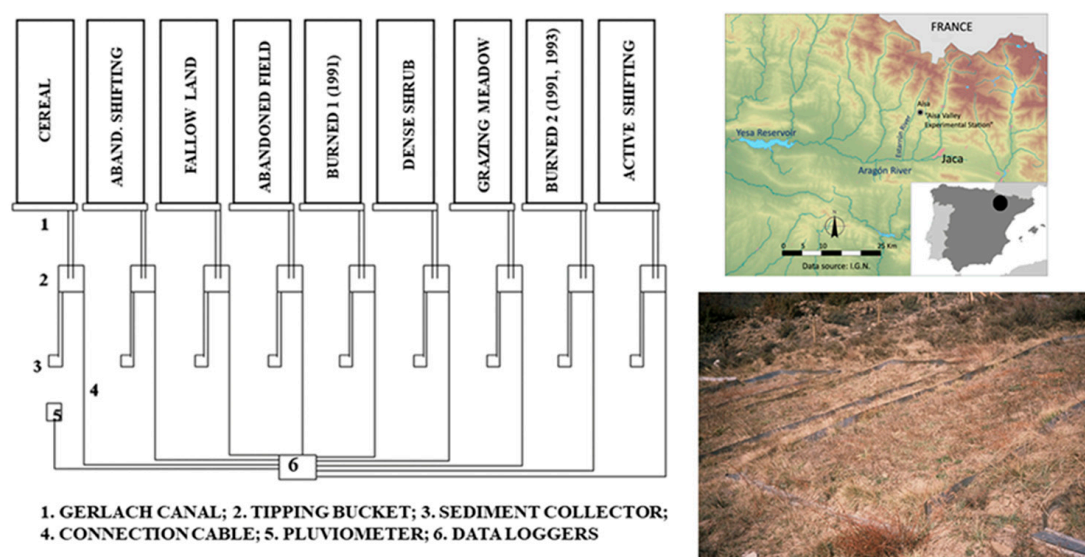 CEREAL
ABAND. SHIFTING
FALLOW LAND
ABANDONED FIELD
BURNED 1 (1991)
DENSE SHRUB
GRAZING MEADOW
BURNED 2 (1991, 1993)
ACTIVE SHIFTING
1
2
3
4
5
6
1. GERLACH CANAL; 2. TIPPING BUCKET; 3. SEDIMENT COLLECTOR;
4. CONNECTION CABLE; 5. PLUVIOMETER; 6. DATA LOGGERS
FRANCE
Aísa
"Aísa Valley
Experimental Station"
Estarrún River
Yesa Reservoir
Jaca
Aragón River
N
0 5 10 25 Km
Data source: I.G.N.